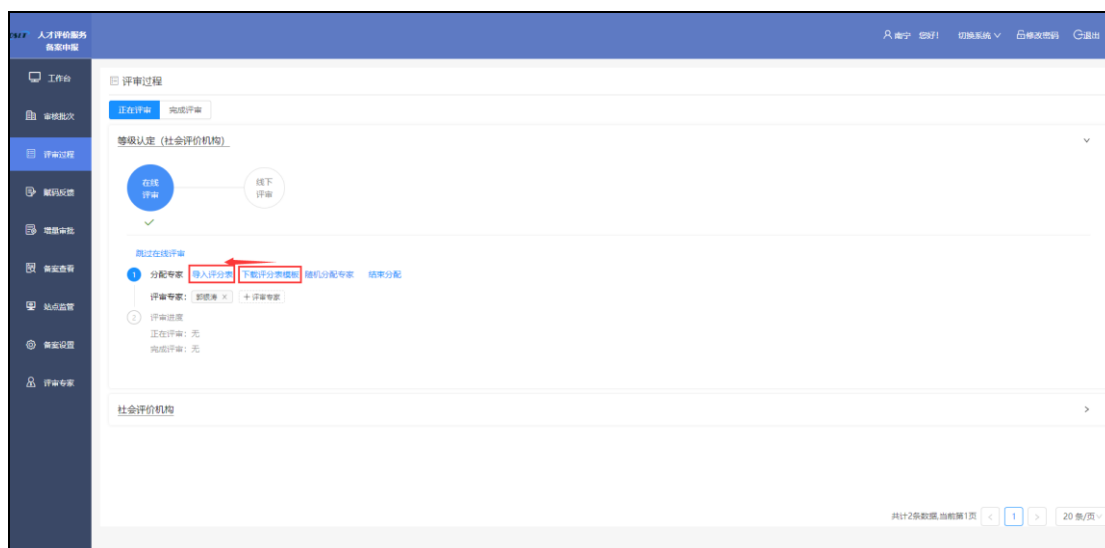 人才评价服务
备案申报
南宁 您好! 切换系统 修改密码 退出
工作台
审核批次
评审过程
赋码反馈
增量审批
备案查看
站点监管
备案设置
评审专家
评审过程
正在评审 完成评审
等级认定（社会评价机构）
在线
评审
线下
评审
跳过在线评审
1 分配专家 导入评分表 下载评分表模板 随机分配专家 结束分配
评审专家： × + 评审专家
2 评审进度
正在评审：无
完成评审：无
社会评价机构
共计2条数据,当前第1页 < 1 > 20 条/页